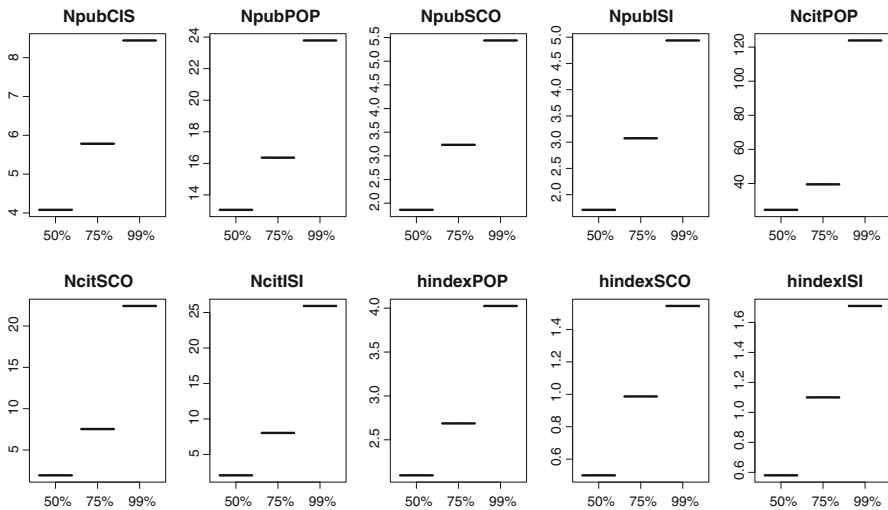 NpubCIS
NpubPOP
NpubSCO
NpubISI
NcitPOP
4 5 6 7 8
14 16 18 20 22 24
2.0 2.5 3.0 3.5 4.0 4.5 5.0 5.5
2.0 2.5 3.0 3.5 4.0 4.5 5.0
40 60 80 100 120
50% 75% 99%
50% 75% 99%
50% 75% 99%
50% 75% 99%
50% 75% 99%
NcitSCO
NcitISI
hindexPOP
hindexSCO
hindexISI
5 10 15 20
5 10 15 20 25
2.5 3.0 3.5 4.0
0.6 0.8 1.0 1.2 1.4
0.6 0.8 1.0 1.2 1.4 1.6
50% 75% 99%
50% 75% 99%
50% 75% 99%
50% 75% 99%
50% 75% 99%